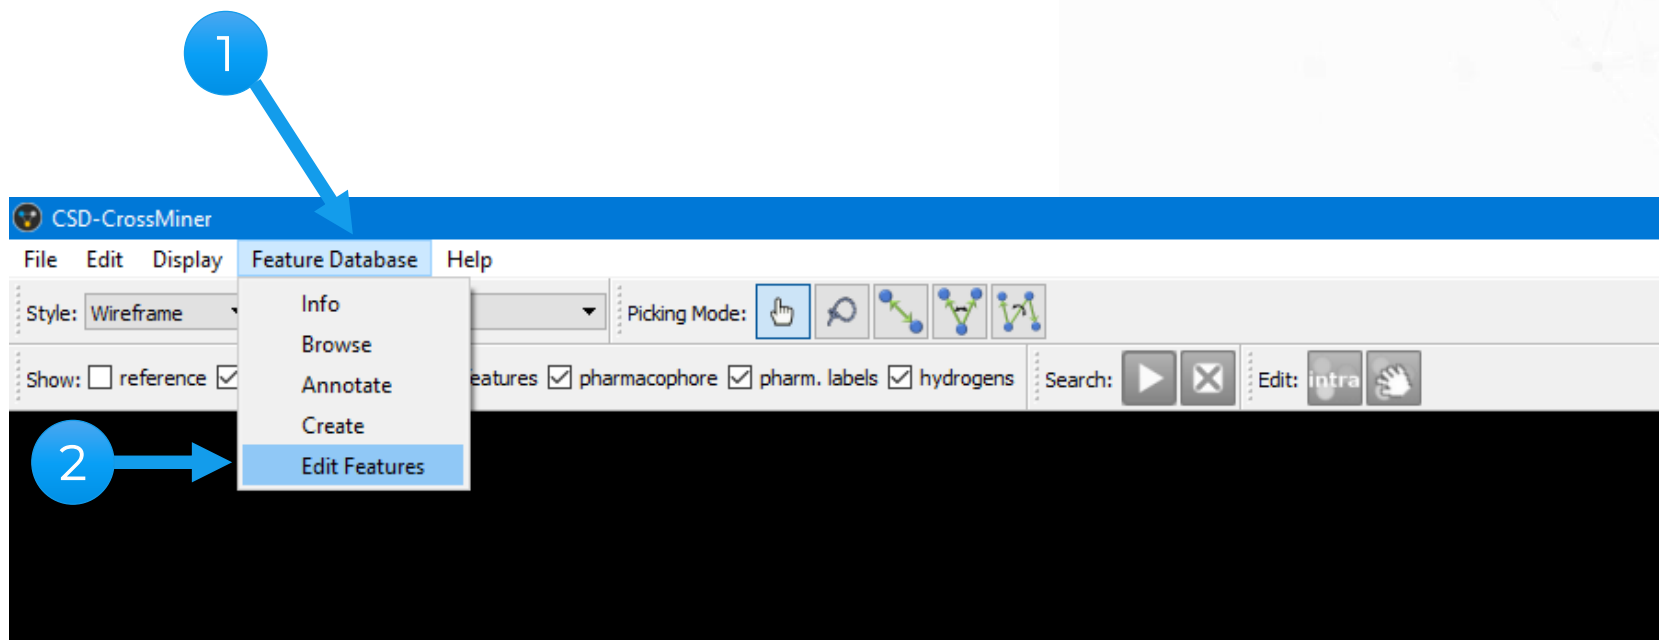 1
CSD-CrossMiner
File Edit Display Feature Database Help
Style: Wireframe Picking Mode:
Info
Browse
Show: reference eatures pharmacophore pharm. labels hydrogens Search: Edit: intra
Annotate
Create
2 Edit Features